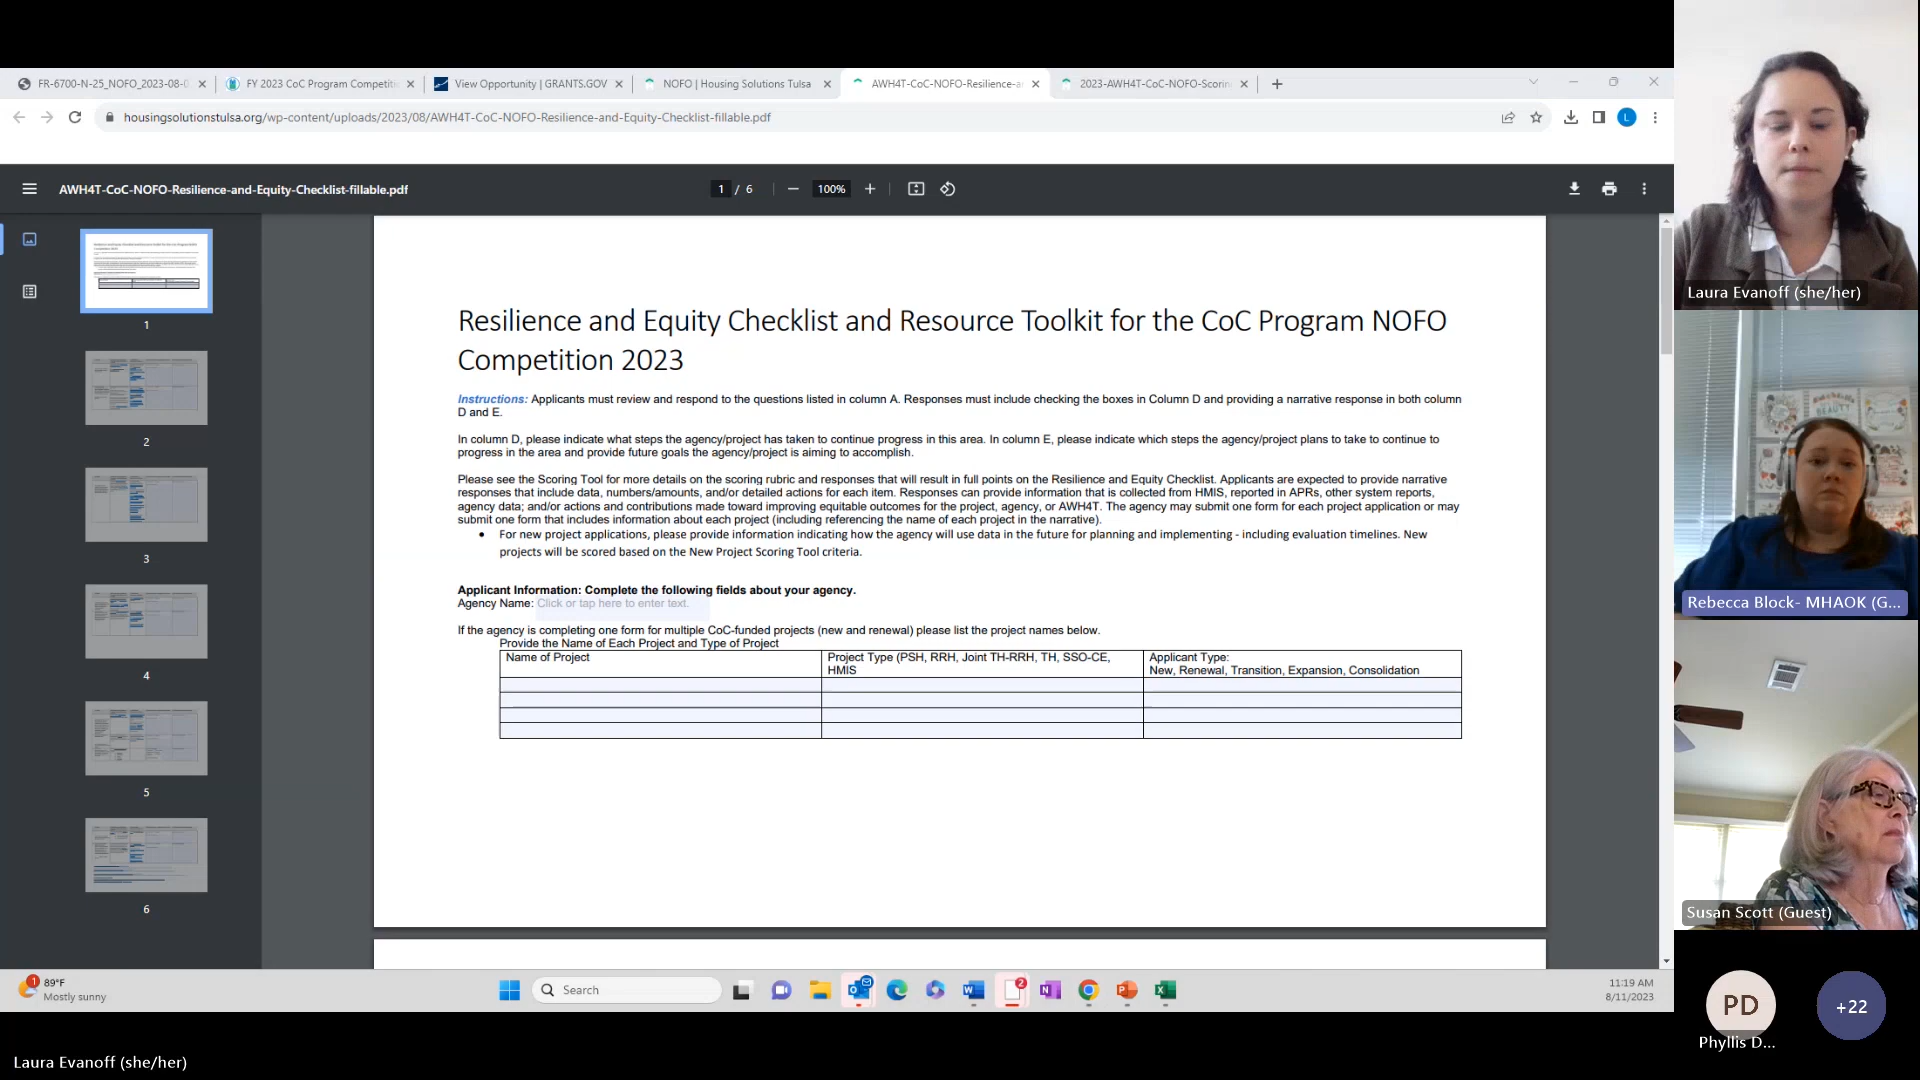 FR-6700-N-25_NOFO_2023-08-0
FY 2023 CoC Program Competiti
View Opportunity | GRANTS.GOV
NOFO | Housing Solutions Tulsa
AWH4T-CoC-NOFO-Resilience-a
2023-AWH4T-CoC-NOFO-Scorin
housingsolutionstulsa.org/wp-content/uploads/2023/08/AWH4T-CoC-NOFO-Resilience-and-Equity-Checklist-fillable.pdf
L
AWH4T-CoC-NOFO-Resilience-and-Equity-Checklist-fillable.pdf
1 / 6
100%
1
2
3
4
5
6
Resilience and Equity Checklist and Resource Toolkit for the CoC Program NOFO
Competition 2023
Instructions: Applicants must review and respond to the questions listed in column A. Responses must include checking the boxes in Column D and providing a narrative response in both column
D and E.
In column D, please indicate what steps the agency/project has taken to continue progress in this area. In column E, please indicate which steps the agency/project plans to take to continue to
progress in the area and provide future goals the agency/project is aiming to accomplish.
Please see the Scoring Tool for more details on the scoring rubric and responses that will result in full points on the Resilience and Equity Checklist. Applicants are expected to provide narrative
responses that include data, numbers/amounts, and/or detailed actions for each item. Responses can provide information that is collected from HMIS, reported in APRs, other system reports,
agency data; and/or actions and contributions made toward improving equitable outcomes for the project, agency, or AWH4T. The agency may submit one form for each project application or may
submit one form that includes information about each project (including referencing the name of each project in the narrative).
• For new project applications, please provide information indicating how the agency will use data in the future for planning and implementing - including evaluation timelines. New
projects will be scored based on the New Project Scoring Tool criteria.
Applicant Information: Complete the following fields about your agency.
Agency Name: Click or tap here to enter text.
If the agency is completing one form for multiple CoC-funded projects (new and renewal) please list the project names below.
Provide the Name of Each Project and Type of Project
Name of Project
Project Type (PSH, RRH, Joint TH-RRH, TH, SSO-CE,
HMIS
Applicant Type:
New, Renewal, Transition, Expansion, Consolidation
1
89°F
Mostly sunny
Search
2
11:19 AM
8/11/2023
Laura Evanoff (she/her)
Rebecca Block- MHAOK (G...
Susan Scott (Guest)
PD
Phyllis D...
+22
Laura Evanoff (she/her)